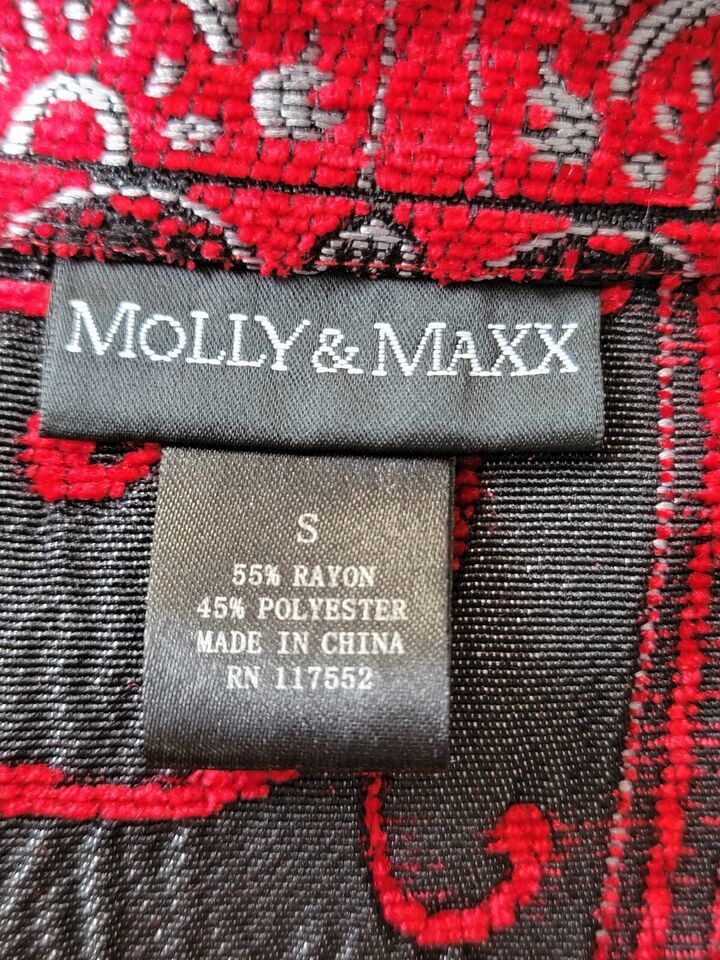 MOLLY & MAXX
S
55% RAYON
45% POLYESTER
MADE IN CHINA
RN 117552